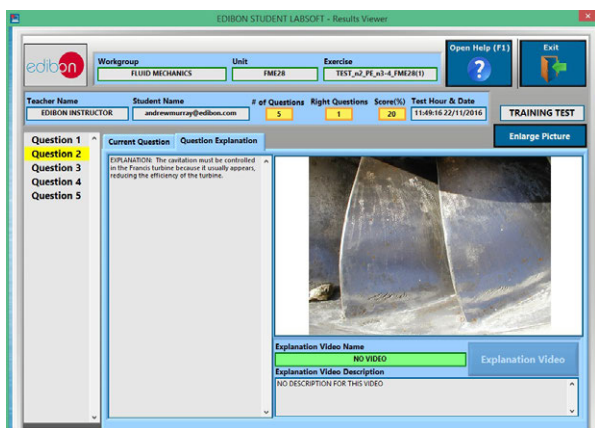 EDIBON STUDENT LABSOFT - Results Viewer
edibon
Workgroup Unit Exercise
FLUID MECHANICS FME28 TEST_n2_PE_n3-4_FME28(1)
Open Help (F1) Exit
?
Teacher Name Student Name # of Questions Right Questions Score(%) Test Hour & Date
EDIBON INSTRUCTOR andrewmurray@edibon.com 5 1 20 11:49:16 22/11/2016
TRAINING TEST
Enlarge Picture
Question 1
Question 2
Question 3
Question 4
Question 5
Current Question Question Explanation
EXPLANATION: The cavitation must be controlled
in the Francis turbine because it usually appears,
reducing the efficiency of the turbine.
Explanation Video Name
NO VIDEO
Explanation Video
Explanation Video Description
NO DESCRIPTION FOR THIS VIDEO